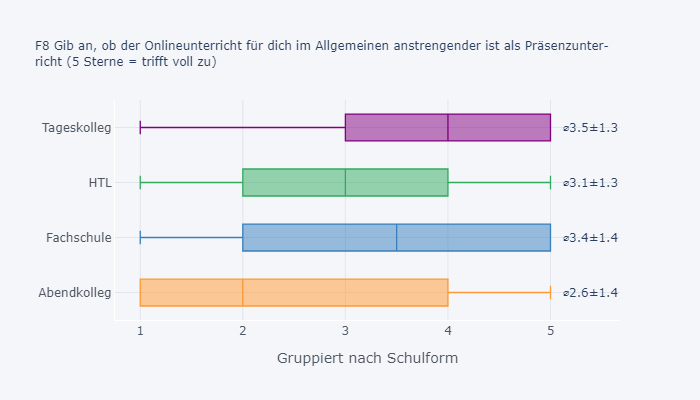 F8 Gib an, ob der Onlineunterricht für dich im Allgemeinen anstrengender ist als Präsenzunter-
richt (5 Sterne = trifft voll zu)
Tageskolleg
⌀3.5±1.3
HTL
⌀3.1±1.3
Fachschule
⌀3.4±1.4
Abendkolleg
⌀2.6±1.4
1 2 3 4 5
Gruppiert nach Schulform